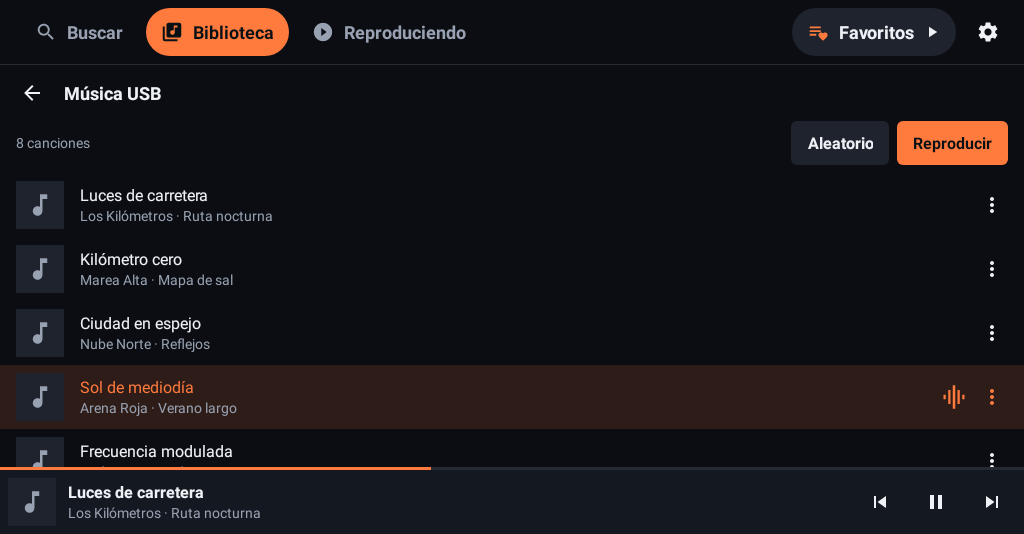 Buscar
Biblioteca
Reproduciendo
Favoritos
Música USB
8 canciones
Aleatorio
Reproducir
Luces de carretera
Los Kilómetros · Ruta nocturna
Kilómetro cero
Marea Alta · Mapa de sal
Ciudad en espejo
Nube Norte · Reflejos
Sol de mediodía
Arena Roja · Verano largo
Frecuencia modulada
Luces de carretera
Los Kilómetros · Ruta nocturna